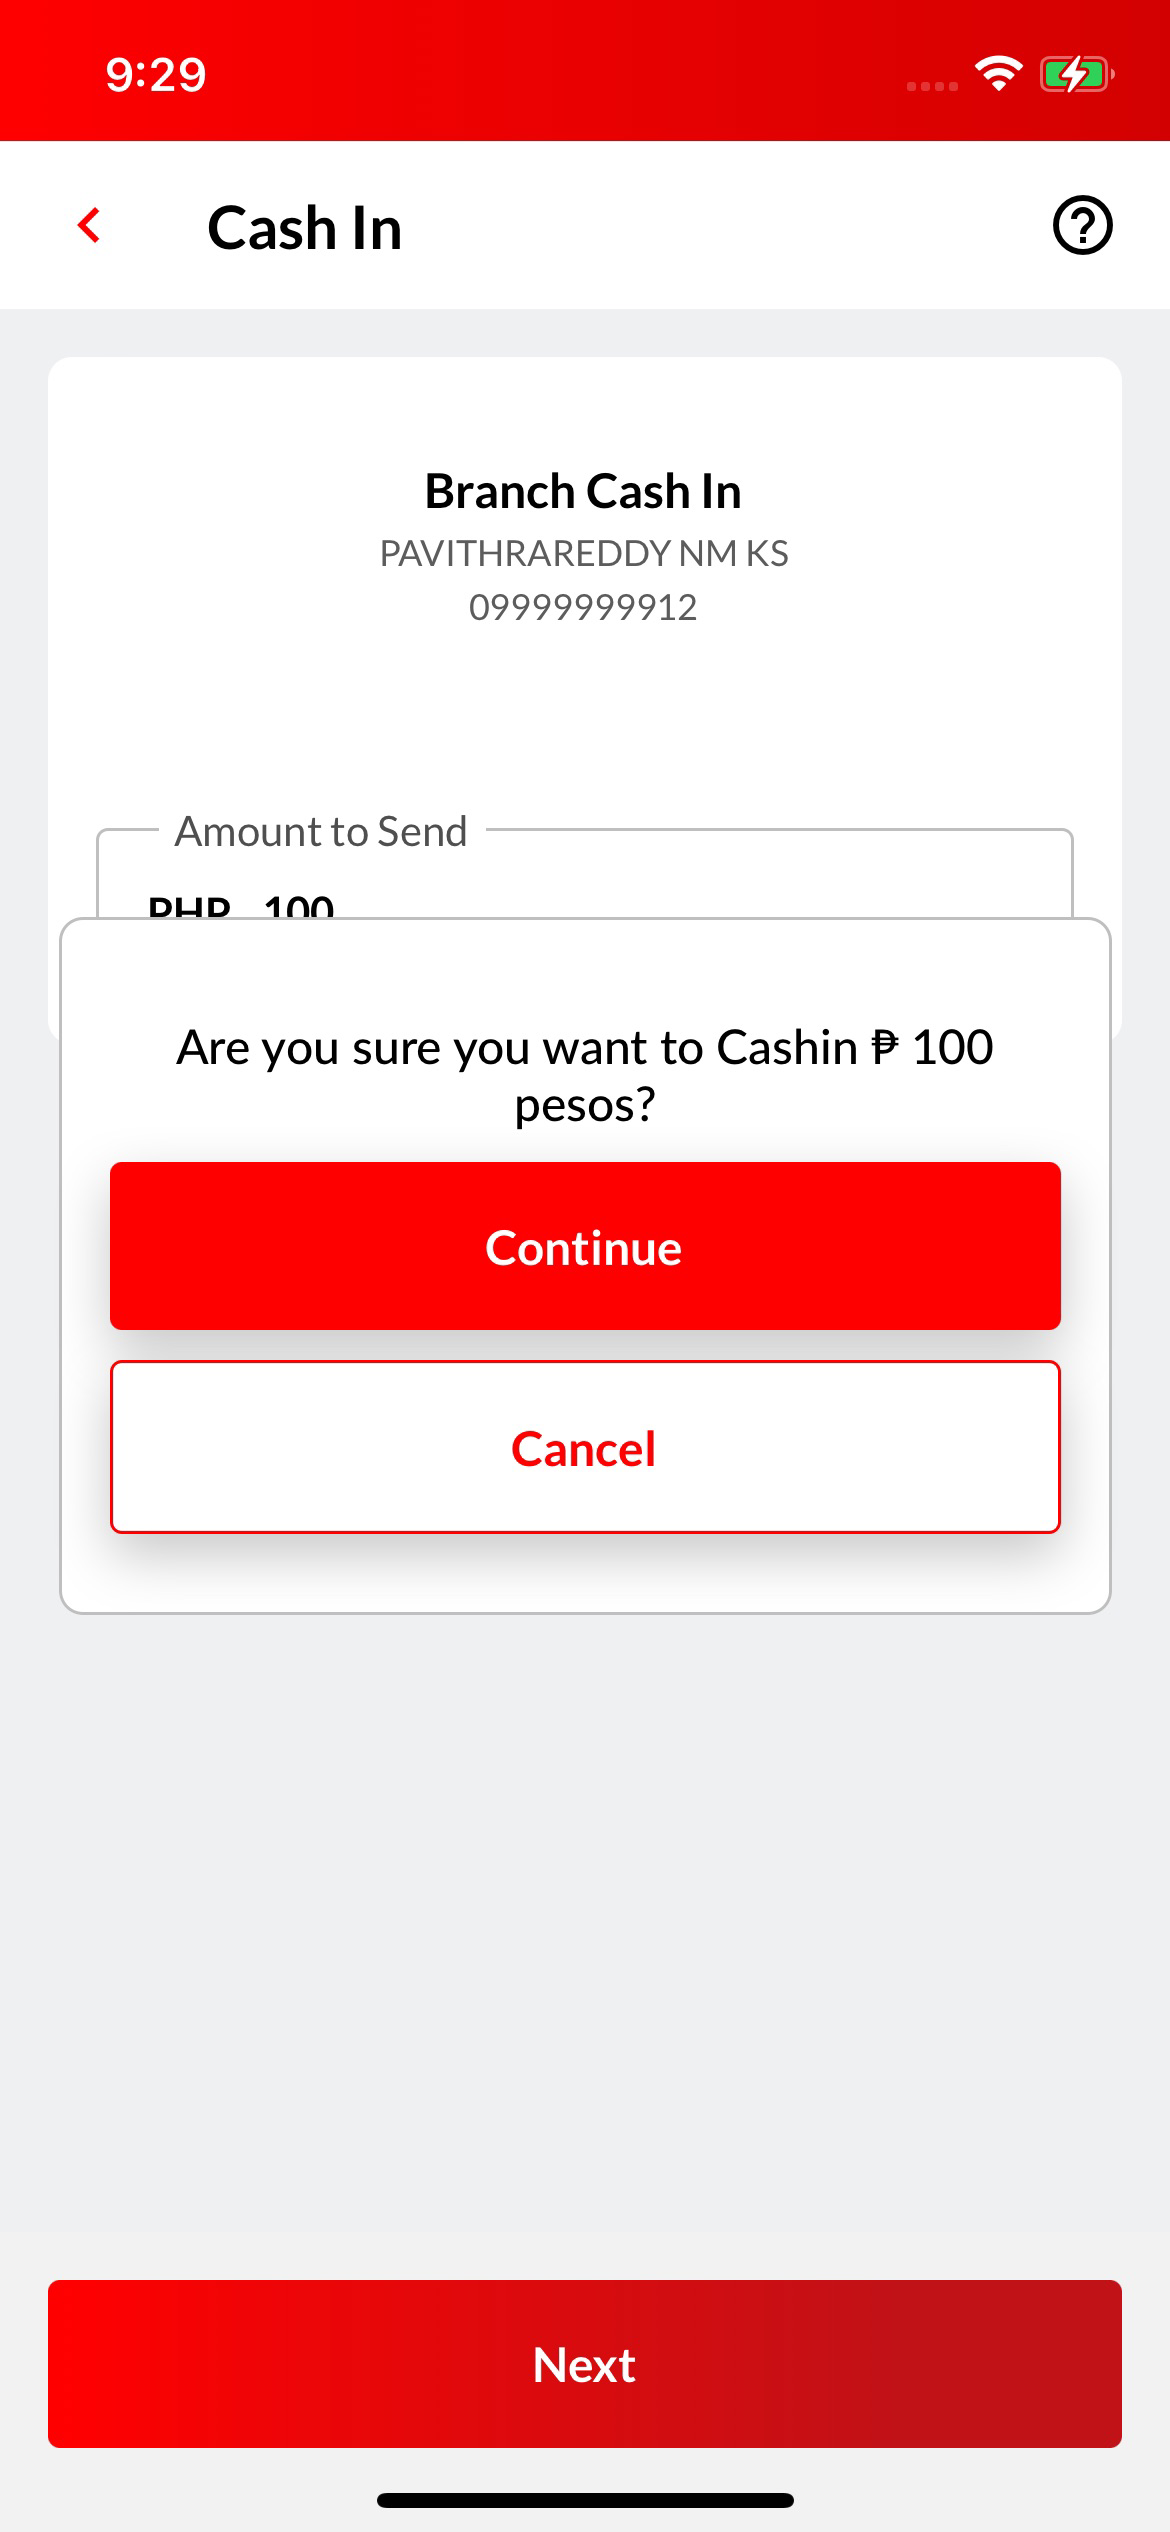 9:29
Cash In
Branch Cash In
PAVITHRAREDDY NM KS
09999999912
Amount to Send
PHP 100
Are you sure you want to Cashin ₱ 100
pesos?
Continue
Cancel
Next